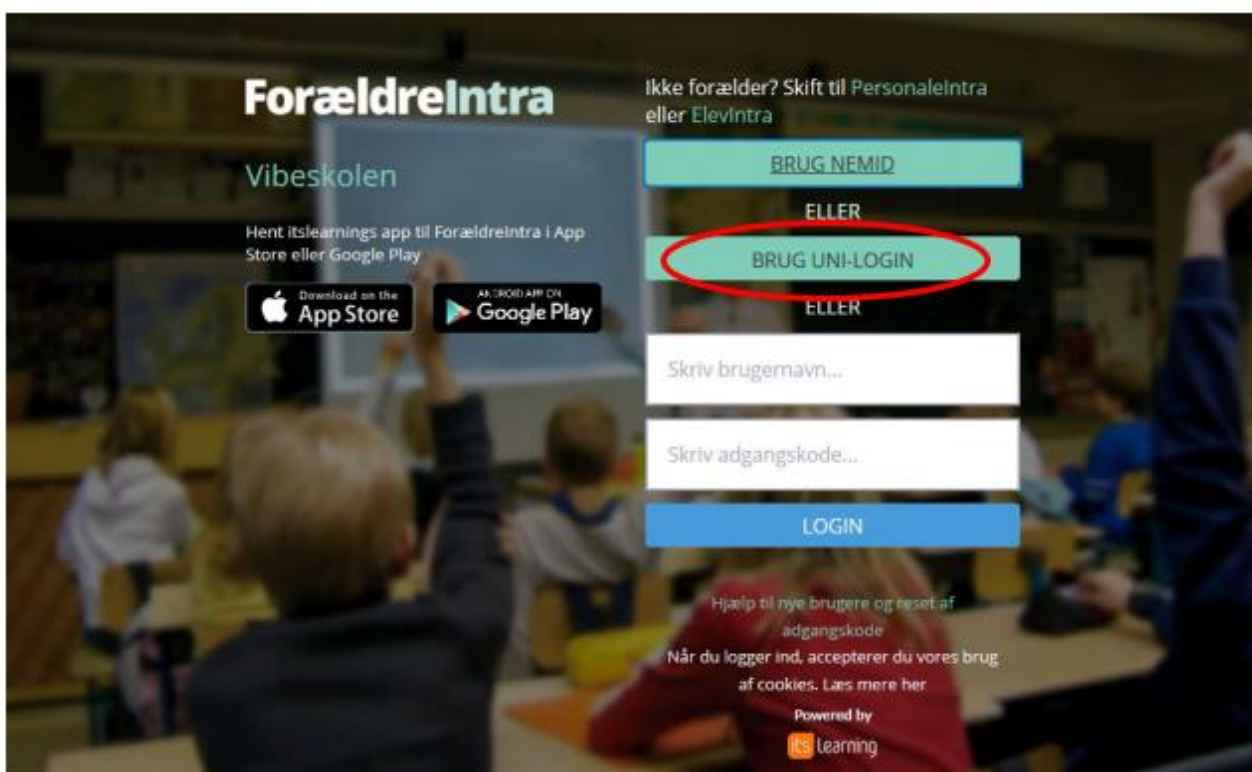 ForældreIntra
Vibeskolen
Hent itslearnings app til ForældreIntra i App
Store eller Google Play
Download on the
App Store
ANDROID APP ON
Google Play
Ikke forælder? Skift til PersonaleIntra
eller ElevIntra
BRUG NEMID
ELLER
BRUG UNI-LOGIN
ELLER
Skriv brugernavn...
Skriv adgangskode...
LOGIN
Hjælp til nye brugere og reset af
adgangskode
Når du logger ind, accepterer du vores brug
af cookies. Læs mere her
Powered by
its learning